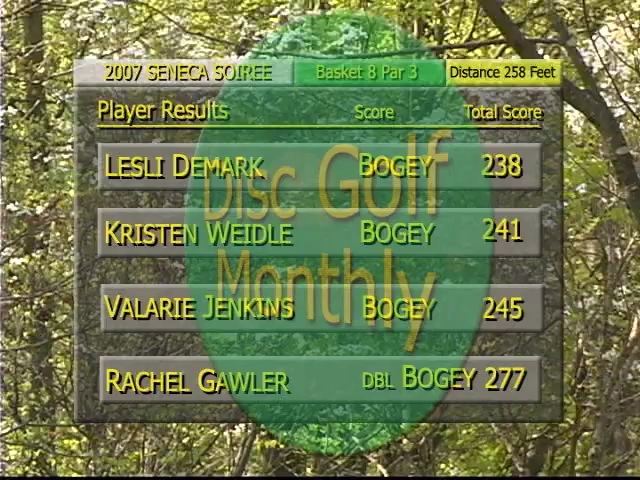 2007 SENECA SOIREE Basket 8 Par 3 Distance 258 Feet
Player Results Score Total Score
LESLI DEMARK BOGEY 238
Disc Golf
KRISTEN WEIDLE BOGEY 241
Monthly
VALARIE JENKINS BOGEY 245
RACHEL GAWLER DBL BOGEY 277